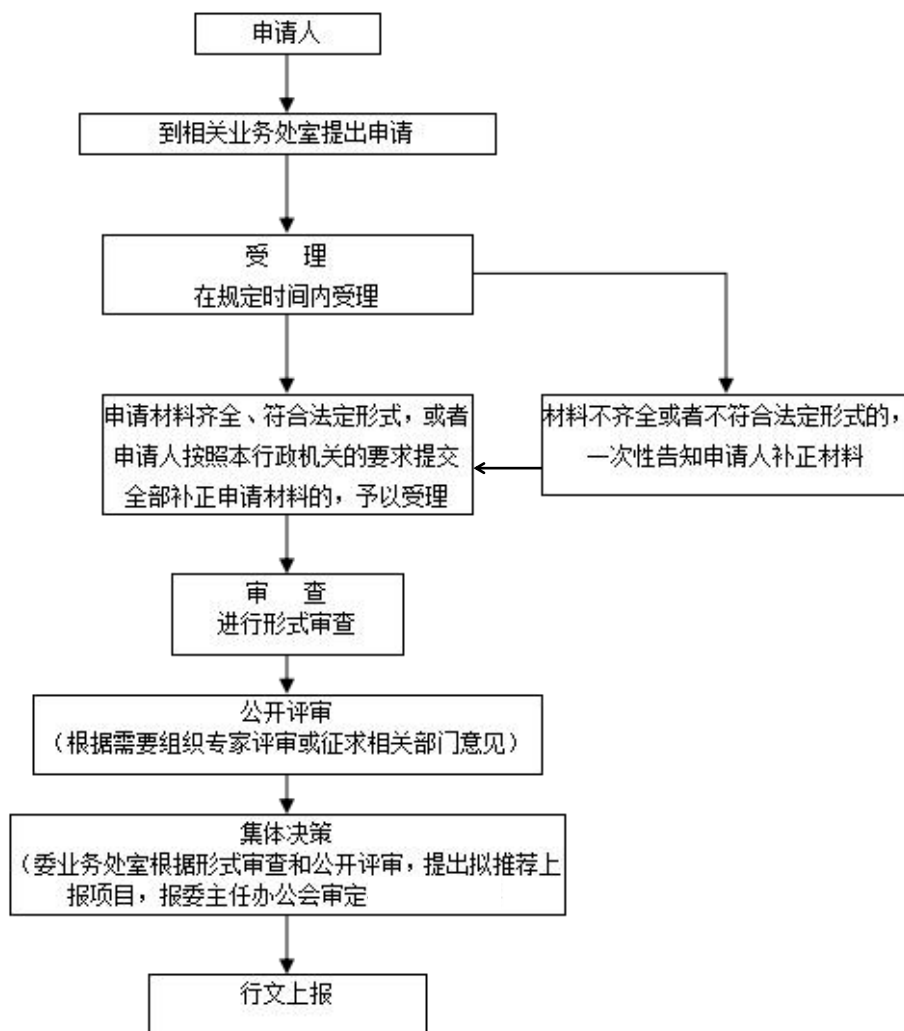 申请人
到相关业务处室提出申请
受 理
在规定时间内受理
申请材料齐全、符合法定形式，或者
申请人按照本行政机关的要求提交
全部补正申请材料的，予以受理
材料不齐全或者不符合法定形式的，
一次性告知申请人补正材料
审 查
进行形式审查
公开评审
（根据需要组织专家评审或征求相关部门意见）
集体决策
（委业务处室根据形式审查和公开评审，提出拟推荐上
报项目，报委主任办公会审定
行文上报